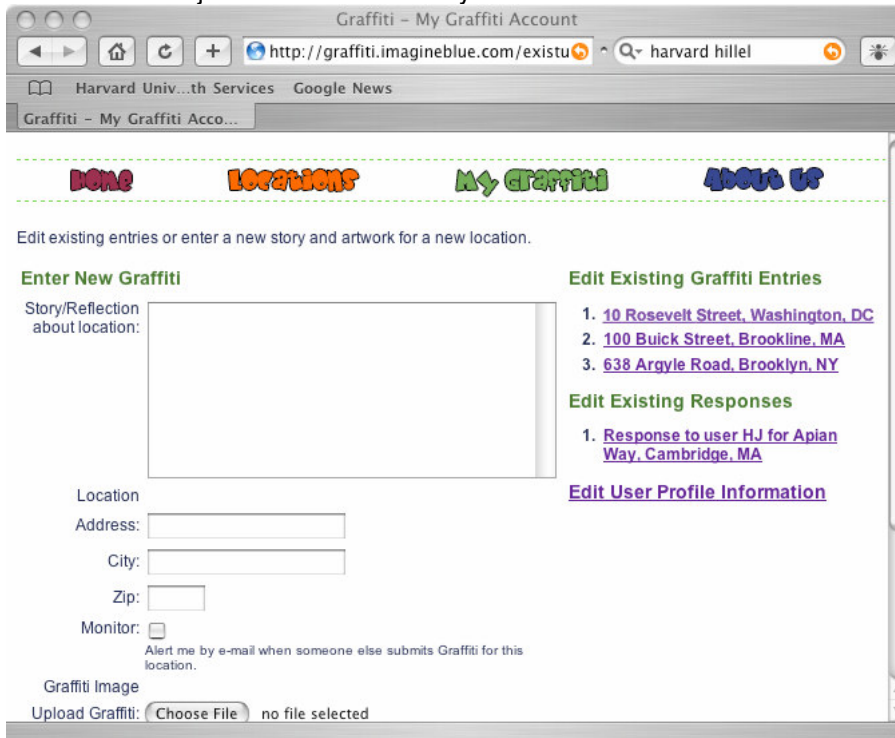 Graffiti – My Graffiti Account
http://graffiti.imagineblue.com/existu
harvard hillel
Harvard Univ...th Services Google News
Graffiti – My Graffiti Acco...
Home Locations My Graffiti About Us
Edit existing entries or enter a new story and artwork for a new location.
Enter New Graffiti
Story/Reflection
about location:
Location
Address:
City:
Zip:
Monitor:
Alert me by e-mail when someone else submits Graffiti for this
location.
Graffiti Image
Upload Graffiti: Choose File no file selected
Edit Existing Graffiti Entries
1. 10 Rosevelt Street, Washington, DC
2. 100 Buick Street, Brookline, MA
3. 638 Argyle Road, Brooklyn, NY
Edit Existing Responses
1. Response to user HJ for Apian
Way, Cambridge, MA
Edit User Profile Information